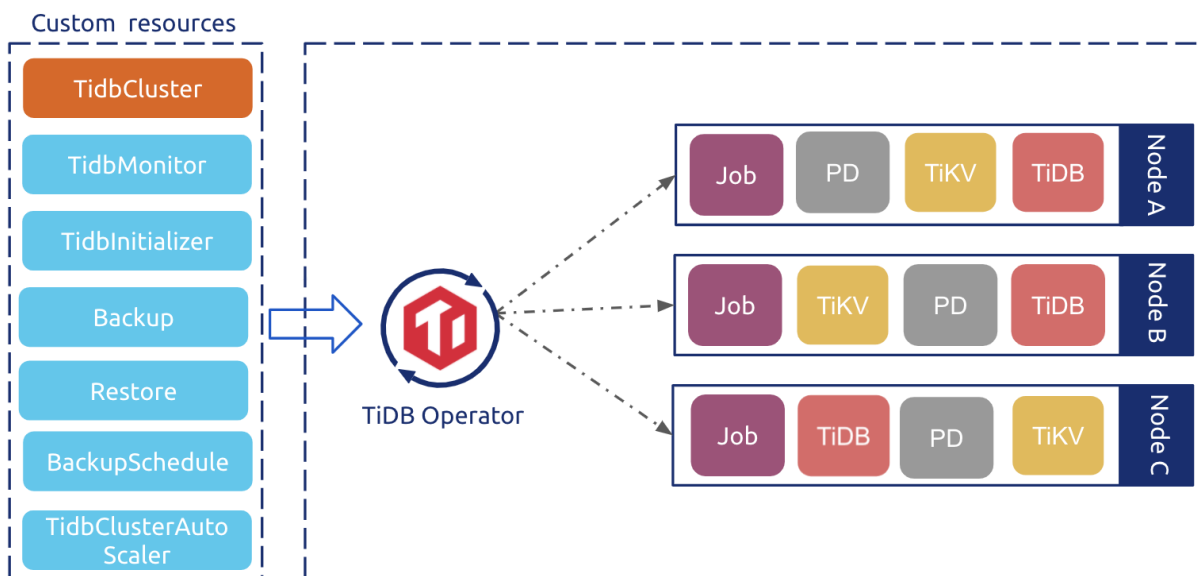 Custom resources
TidbCluster
TidbMonitor
TidbInitializer
Backup
Restore
BackupSchedule
TidbClusterAuto
Scaler
Ti
TiDB Operator
Job
PD
TiKV
TiDB
Node A
Job
TiKV
PD
TiDB
Node B
Job
TiDB
PD
TiKV
Node C